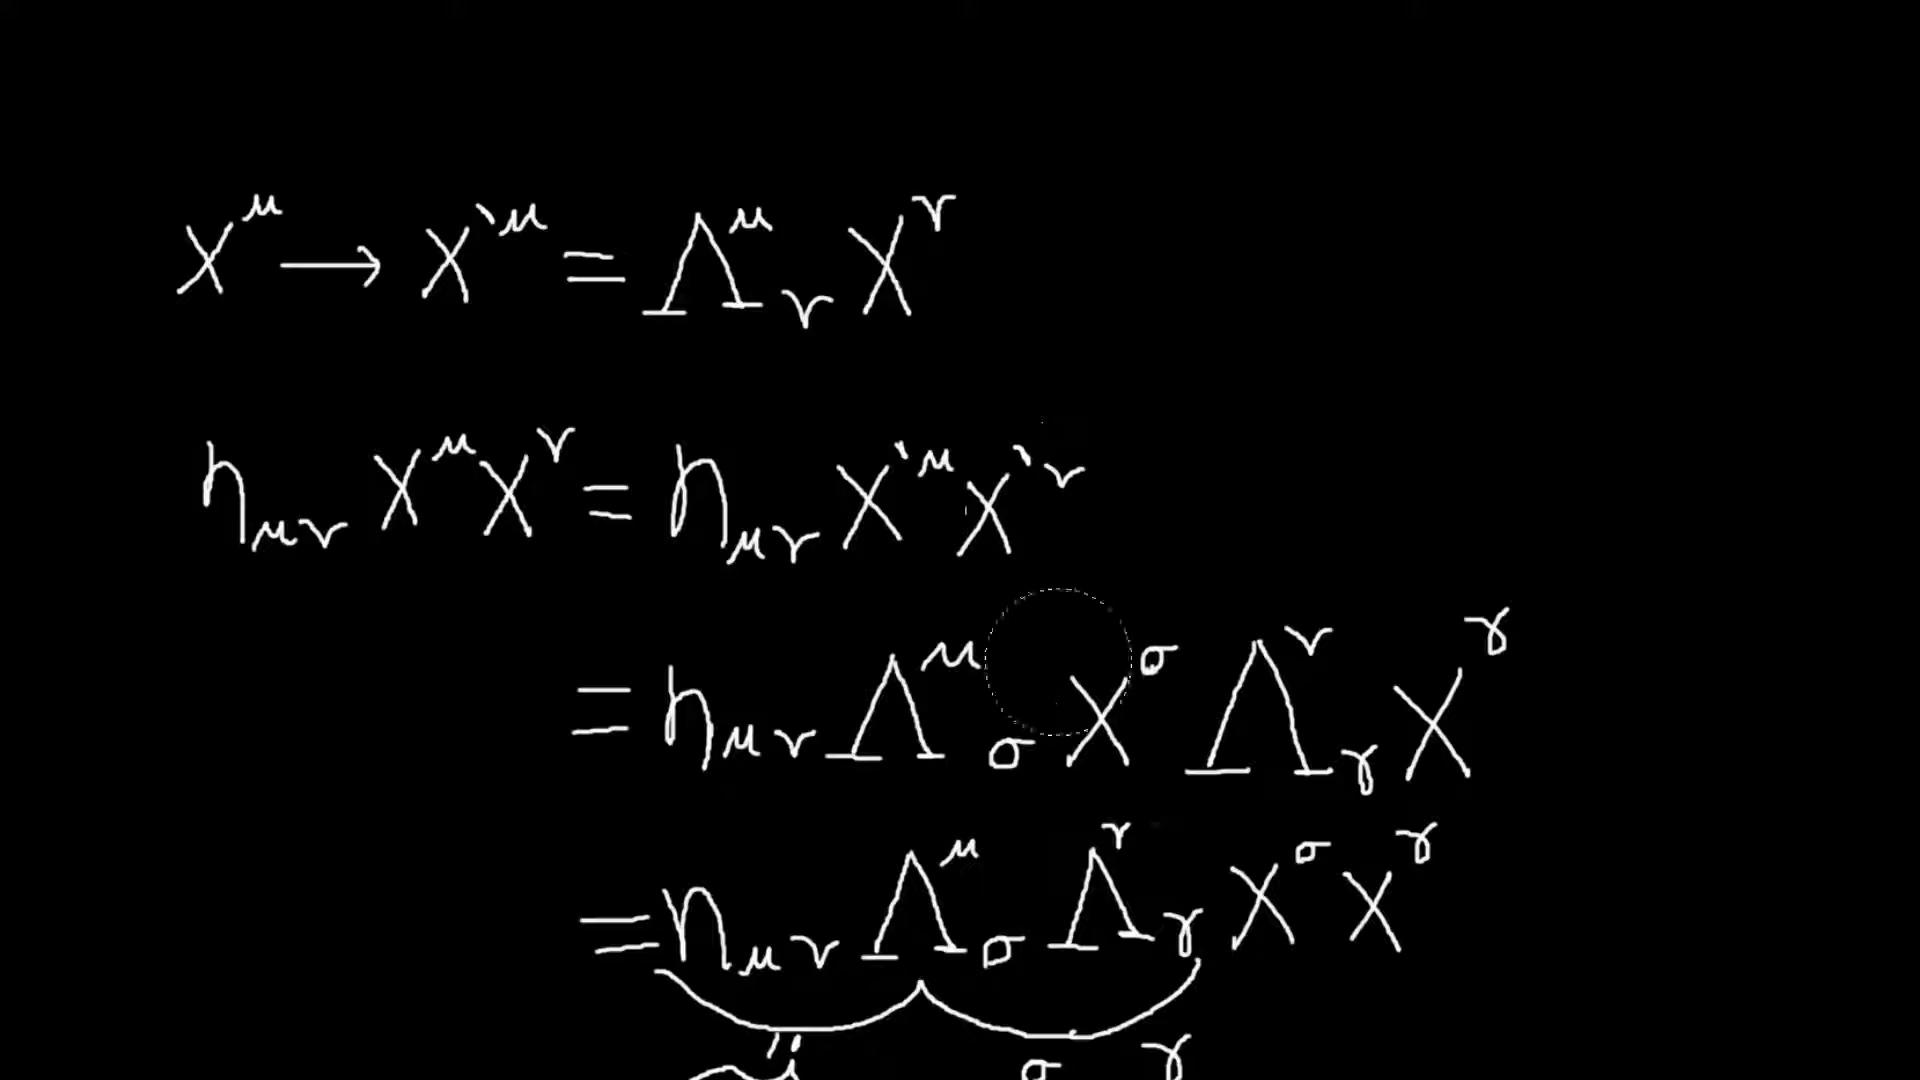 X^μ → X'^μ = Λ^μ_ν X^ν
η_μν X^μ X^ν = η_μν X'^μ X'^ν
= η_μν Λ^μ_σ X^σ Λ^ν_γ X^γ
= η_μν Λ^μ_σ Λ^ν_γ X^σ X^γ
σ γ